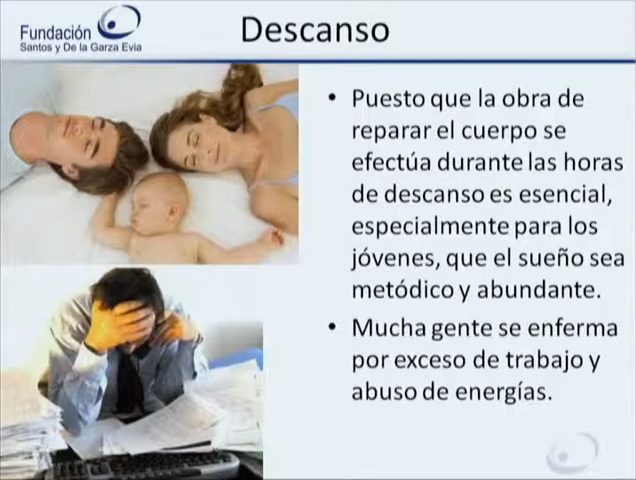 Fundación
Santos y De la Garza Evia
Descanso
• Puesto que la obra de
reparar el cuerpo se
efectúa durante las horas
de descanso es esencial,
especialmente para los
jóvenes, que el sueño sea
metódico y abundante.
• Mucha gente se enferma
por exceso de trabajo y
abuso de energías.